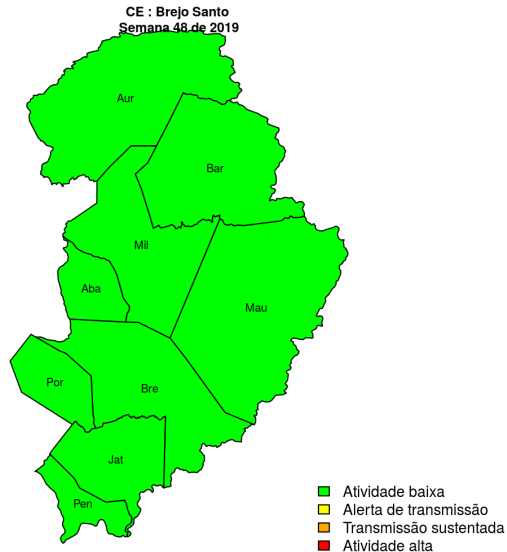 CE : Brejo Santo
Semana 48 de 2019
Aur
Bar
Mil
Aba
Mau
Por
Bre
Jat
Pen
Atividade baixa
Alerta de transmissão
Transmissão sustentada
Atividade alta